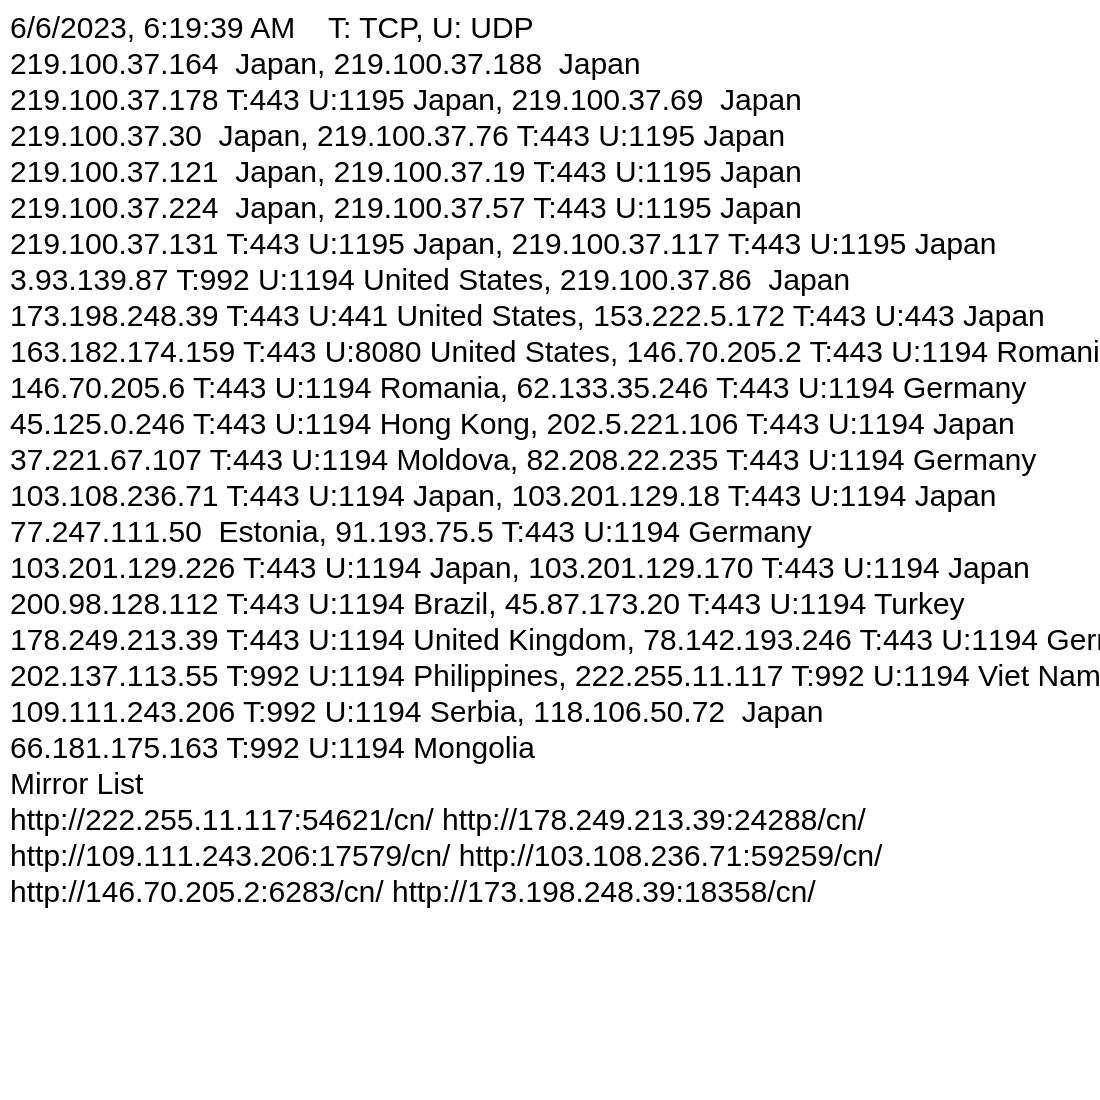 6/6/2023, 6:19:39 AM    T: TCP, U: UDP
219.100.37.164  Japan, 219.100.37.188  Japan
219.100.37.178 T:443 U:1195 Japan, 219.100.37.69  Japan
219.100.37.30  Japan, 219.100.37.76 T:443 U:1195 Japan
219.100.37.121  Japan, 219.100.37.19 T:443 U:1195 Japan
219.100.37.224  Japan, 219.100.37.57 T:443 U:1195 Japan
219.100.37.131 T:443 U:1195 Japan, 219.100.37.117 T:443 U:1195 Japan
3.93.139.87 T:992 U:1194 United States, 219.100.37.86  Japan
173.198.248.39 T:443 U:441 United States, 153.222.5.172 T:443 U:443 Japan
163.182.174.159 T:443 U:8080 United States, 146.70.205.2 T:443 U:1194 Romani
146.70.205.6 T:443 U:1194 Romania, 62.133.35.246 T:443 U:1194 Germany
45.125.0.246 T:443 U:1194 Hong Kong, 202.5.221.106 T:443 U:1194 Japan
37.221.67.107 T:443 U:1194 Moldova, 82.208.22.235 T:443 U:1194 Germany
103.108.236.71 T:443 U:1194 Japan, 103.201.129.18 T:443 U:1194 Japan
77.247.111.50  Estonia, 91.193.75.5 T:443 U:1194 Germany
103.201.129.226 T:443 U:1194 Japan, 103.201.129.170 T:443 U:1194 Japan
200.98.128.112 T:443 U:1194 Brazil, 45.87.173.20 T:443 U:1194 Turkey
178.249.213.39 T:443 U:1194 United Kingdom, 78.142.193.246 T:443 U:1194 Ger
202.137.113.55 T:992 U:1194 Philippines, 222.255.11.117 T:992 U:1194 Viet Nam
109.111.243.206 T:992 U:1194 Serbia, 118.106.50.72  Japan
66.181.175.163 T:992 U:1194 Mongolia
Mirror List
http://222.255.11.117:54621/cn/ http://178.249.213.39:24288/cn/
http://109.111.243.206:17579/cn/ http://103.108.236.71:59259/cn/
http://146.70.205.2:6283/cn/ http://173.198.248.39:18358/cn/